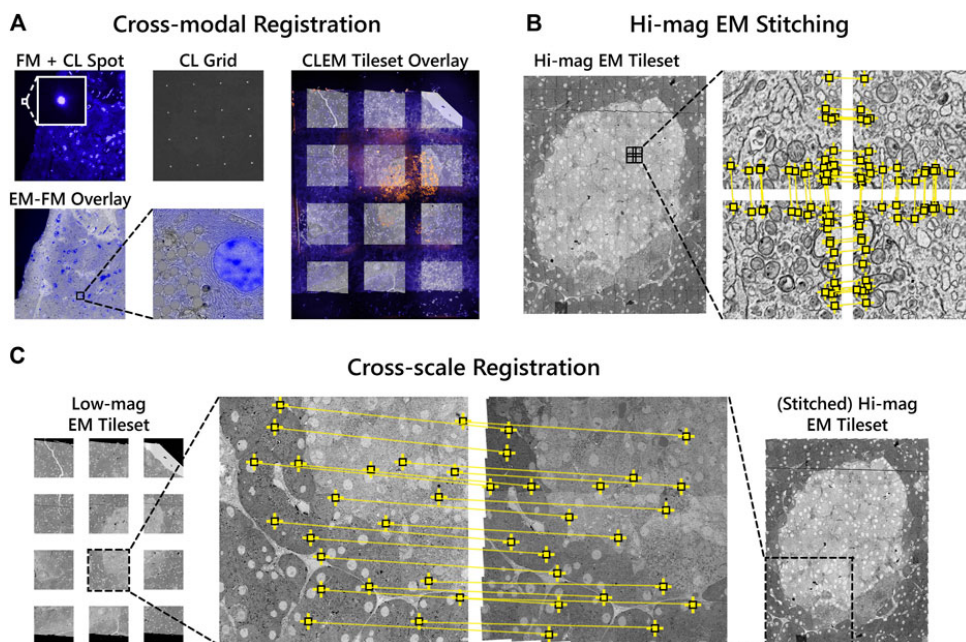 A
Cross-modal Registration
FM + CL Spot
CL Grid
CLEM Tileset Overlay
EM-FM Overlay
B
Hi-mag EM Stitching
Hi-mag EM Tileset
C
Cross-scale Registration
Low-mag
EM Tileset
(Stitched) Hi-mag
EM Tileset